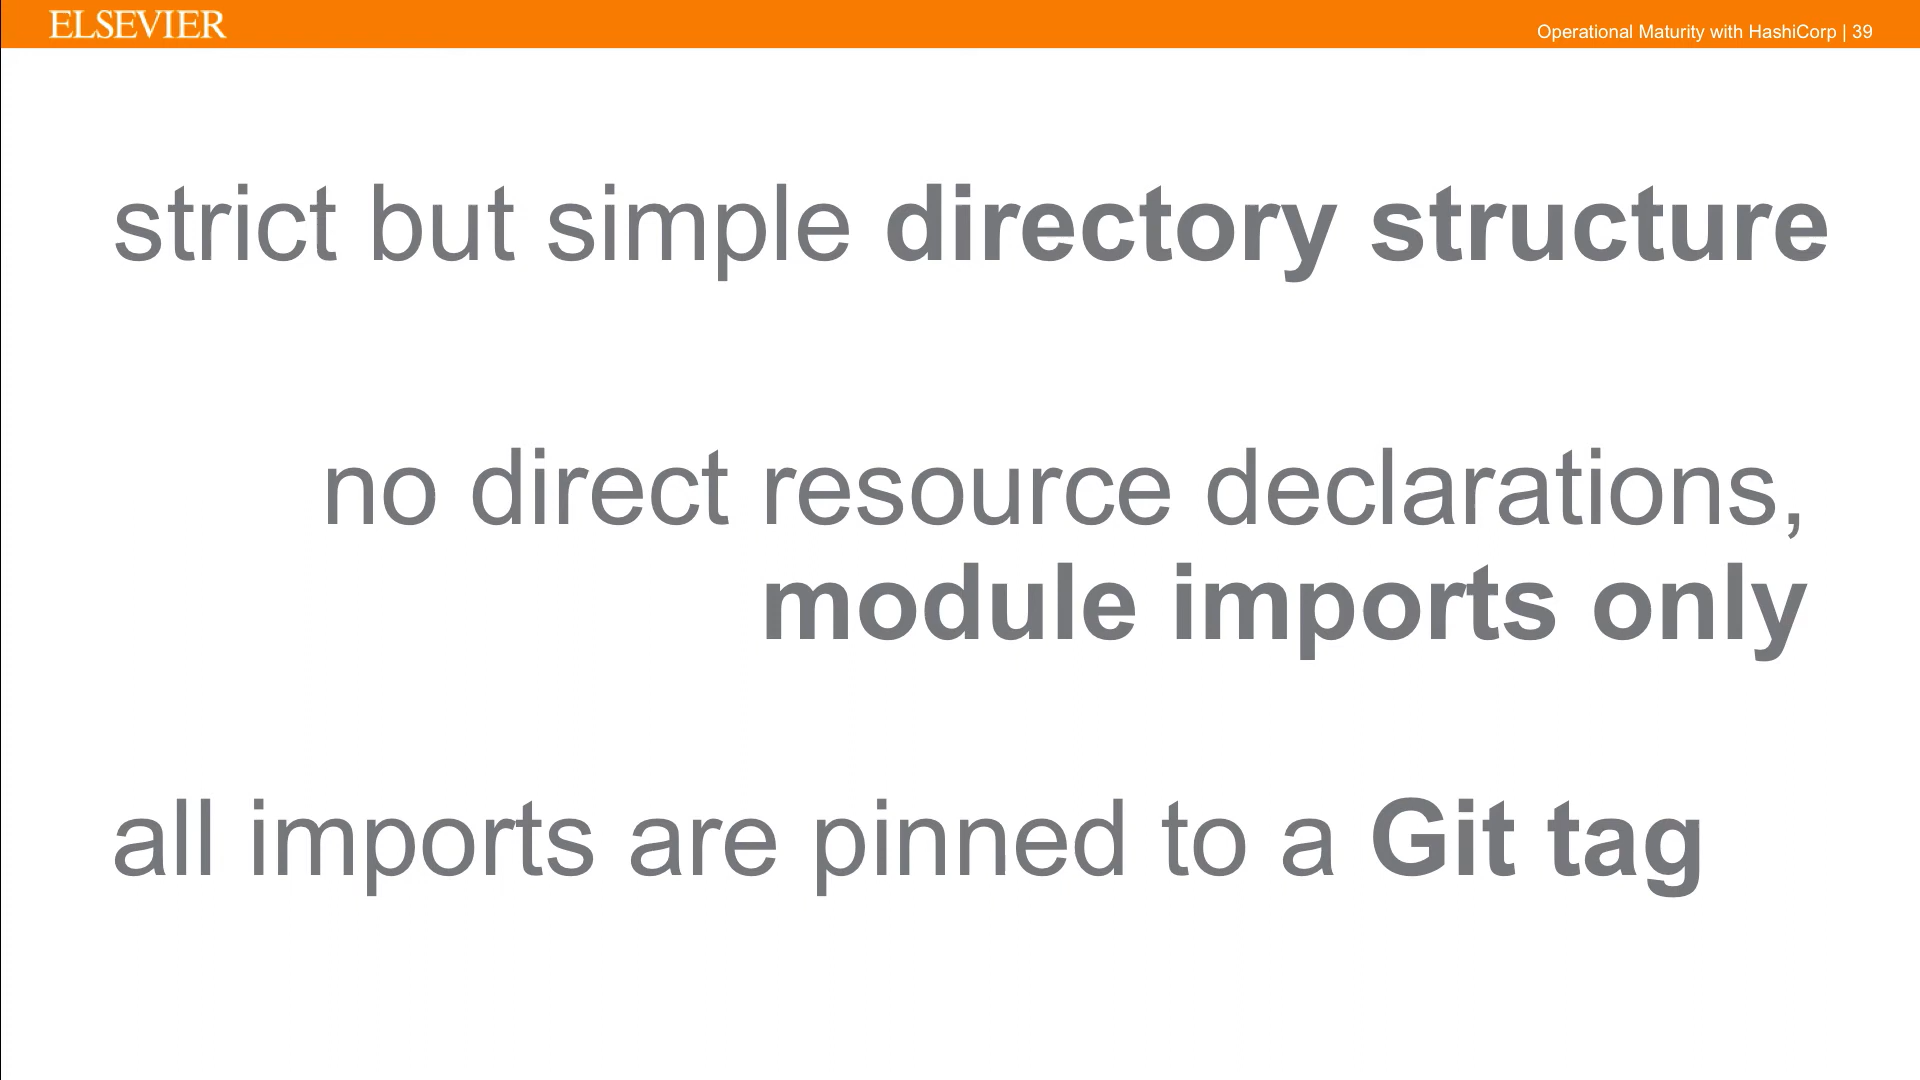 ELSEVIER
Operational Maturity with HashiCorp | 39
strict but simple directory structure
no direct resource declarations,
module imports only
all imports are pinned to a Git tag